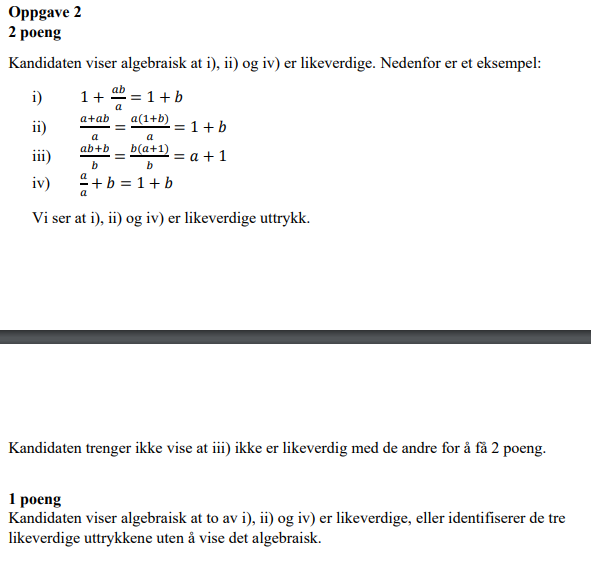 Oppgave 2
2 poeng
Kandidaten viser algebraisk at i), ii) og iv) er likeverdige. Nedenfor er et eksempel:
i) 1 + \frac{ab}{a} = 1 + b
ii) \frac{a+ab}{a} = \frac{a(1+b)}{a} = 1 + b
iii) \frac{ab+b}{b} = \frac{b(a+1)}{b} = a + 1
iv) \frac{a}{a} + b = 1 + b
Vi ser at i), ii) og iv) er likeverdige uttrykk.
Kandidaten trenger ikke vise at iii) ikke er likeverdig med de andre for å få 2 poeng.
1 poeng
Kandidaten viser algebraisk at to av i), ii) og iv) er likeverdige, eller identifiserer de tre
likeverdige uttrykkene uten å vise det algebraisk.